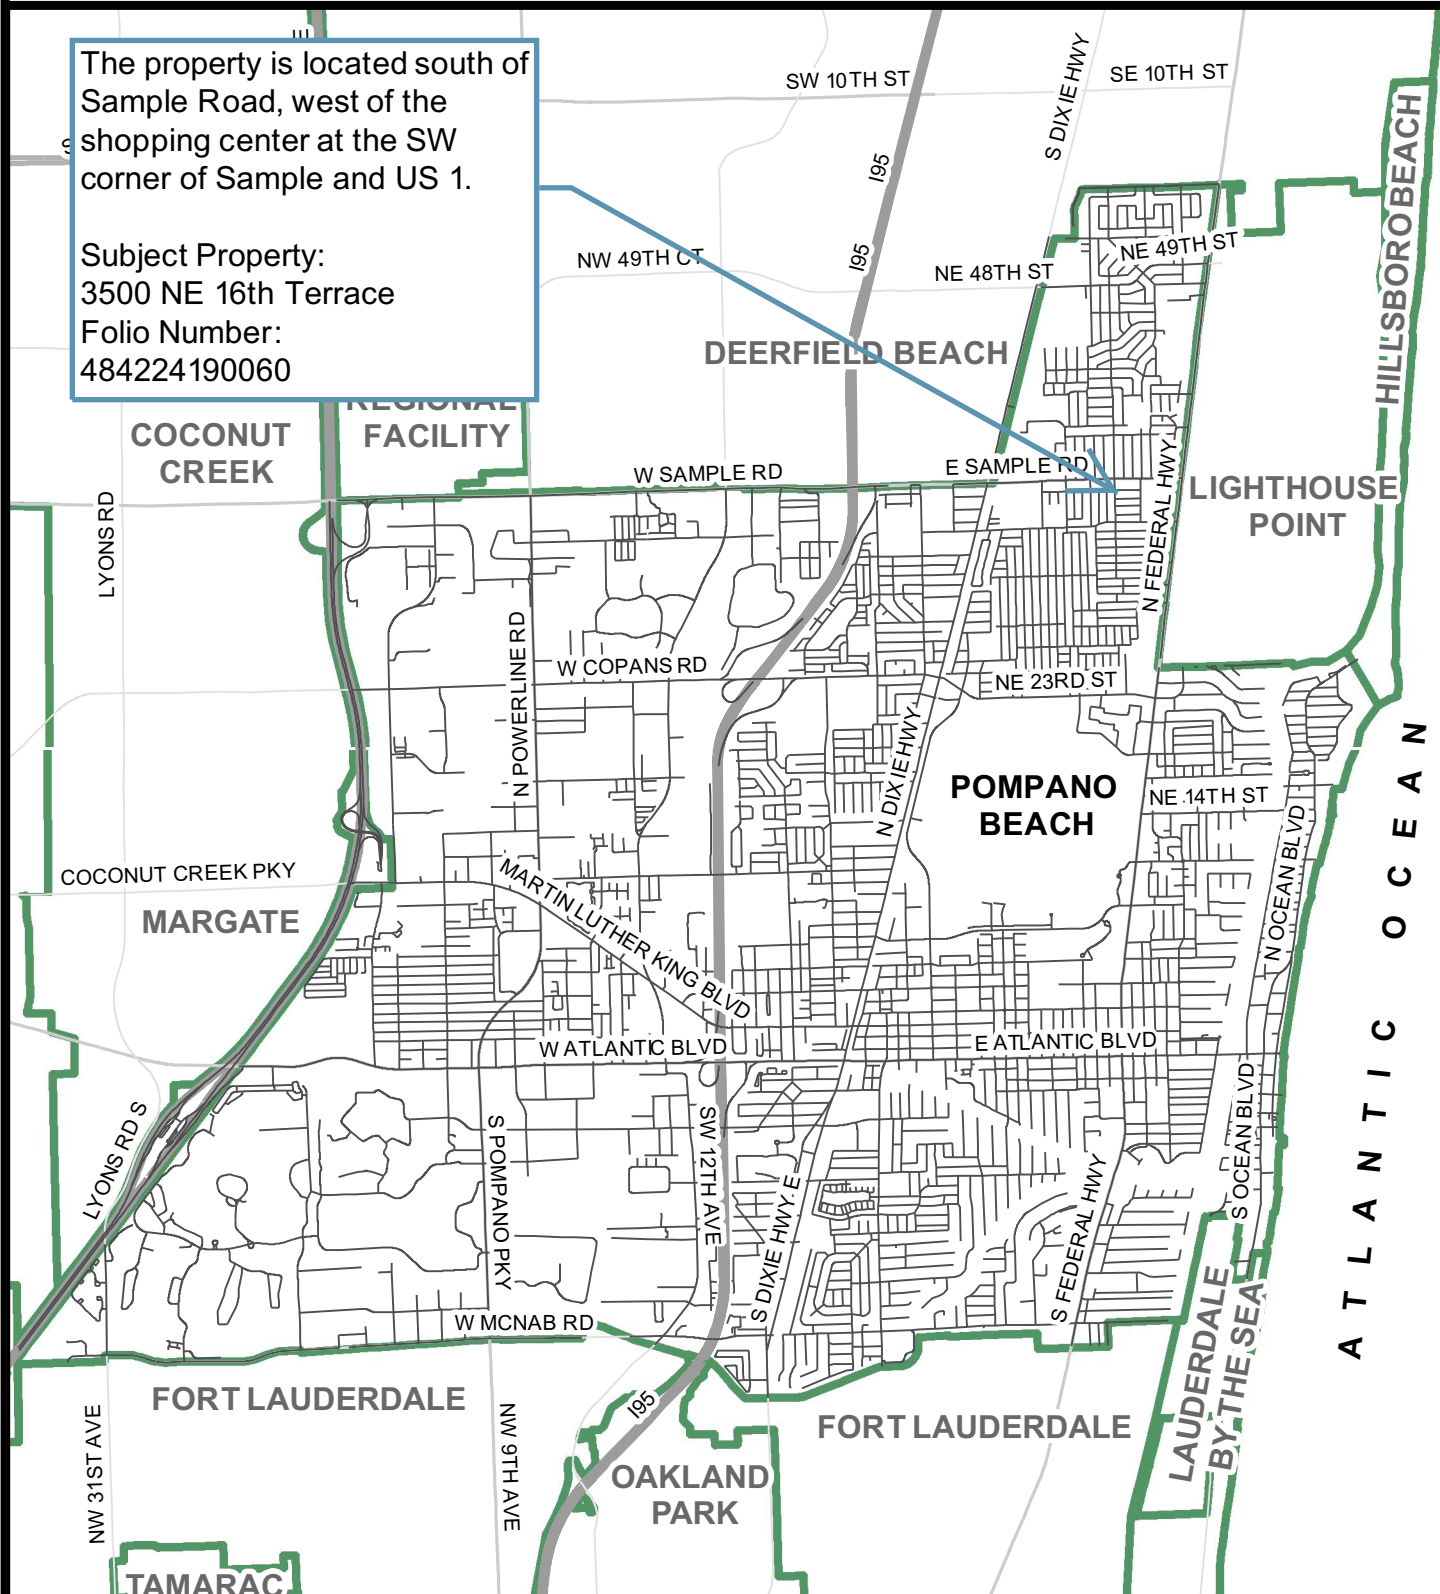 The property is located south of
Sample Road, west of the
shopping center at the SW
corner of Sample and US 1.
Subject Property:
3500 NE 16th Terrace
Folio Number:
484224190060
SW 10TH ST
SE 10TH ST
S DIXIE HWY
I95
I95
HILLSBORO BEACH
NW 49TH CT
NE 48TH ST
NE 49TH ST
DEERFIELD BEACH
REGIONAL
FACILITY
COCONUT
CREEK
W SAMPLE RD
E SAMPLE RD
LYONS RD
N FEDERAL HWY
LIGHTHOUSE
POINT
N POWERLINE RD
W COPANS RD
NE 23RD ST
N DIXIE HWY
POMPANO
BEACH
NE 14TH ST
N OCEAN BLVD
ATLANTIC OCEAN
COCONUT CREEK PKY
MARTIN LUTHER KING BLVD
MARGATE
W ATLANTIC BLVD
E ATLANTIC BLVD
LYONS RD S
S POMPANO PKY
SW 12TH AVE
S DIXIE HWY E
S FEDERAL HWY
S OCEAN BLVD
W MCNAB RD
LAUDERDALE
BY THE SEA
FORT LAUDERDALE
FORT LAUDERDALE
I95
NW 31ST AVE
NW 9TH AVE
OAKLAND
PARK
TAMARAC